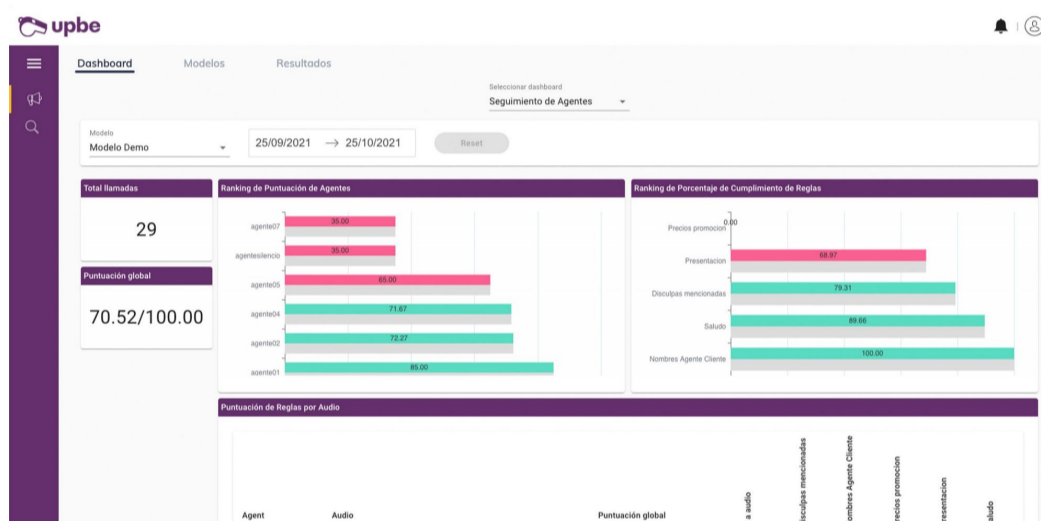 upbe
Dashboard
Modelos
Resultados
Seleccionar dashboard
Seguimiento de Agentes
Modelo
Modelo Demo
25/09/2021 → 25/10/2021
Reset
Total llamadas
29
Puntuación global
70.52/100.00
Ranking de Puntuación de Agentes
agente07
35.00
agentesilencio
35.00
agente05
65.00
agente04
71.67
agente02
72.27
agente01
85.00
Ranking de Porcentaje de Cumplimiento de Reglas
Precios promocion
0.00
Presentacion
68.97
Disculpas mencionadas
79.31
Saludo
89.66
Nombres Agente Cliente
100.00
Puntuación de Reglas por Audio
Agent
Audio
Puntuación global
a audio
isculpas mencionadas
ombres Agente Cliente
recios promocion
resentacion
aludo